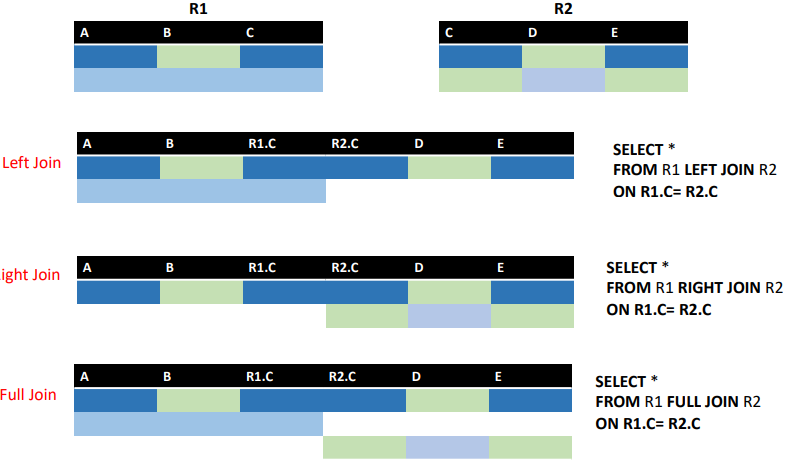 R1
R2
A B C
C D E
Left Join
A B R1.C R2.C D E
SELECT *
FROM R1 LEFT JOIN R2
ON R1.C= R2.C
ight Join
A B R1.C R2.C D E
SELECT *
FROM R1 RIGHT JOIN R2
ON R1.C= R2.C
Full Join
A B R1.C R2.C D E
SELECT *
FROM R1 FULL JOIN R2
ON R1.C= R2.C